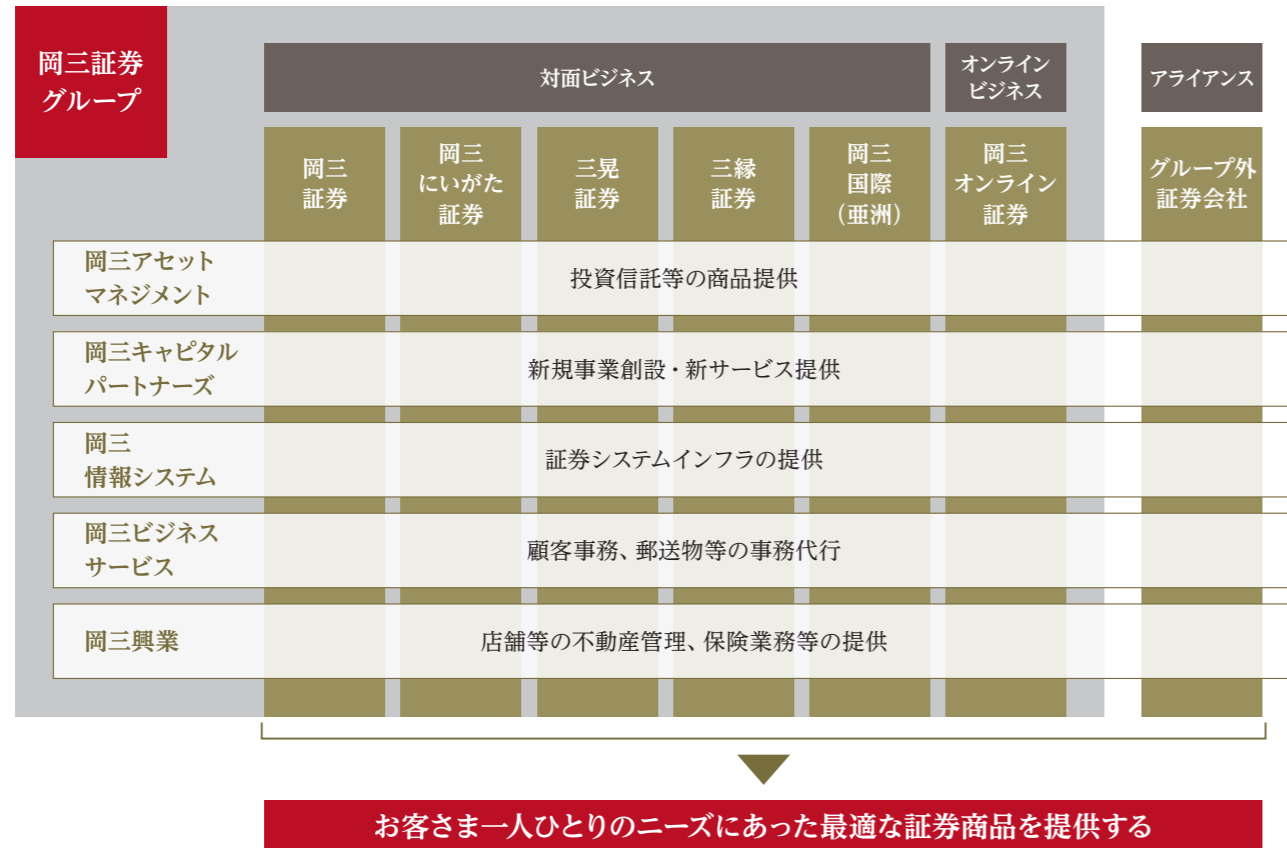 岡三証券
グループ
対面ビジネス
オンライン
ビジネス
アライアンス
岡三
証券
岡三
にいがた
証券
三晃
証券
三縁
証券
岡三
国際
（亜洲）
岡三
オンライン
証券
グループ外
証券会社
岡三アセット
マネジメント
投資信託等の商品提供
岡三キャピタル
パートナーズ
新規事業創設・新サービス提供
岡三
情報システム
証券システムインフラの提供
岡三ビジネス
サービス
顧客事務、郵送物等の事務代行
岡三興業
店舗等の不動産管理、保険業務等の提供
お客さま一人ひとりのニーズにあった最適な証券商品を提供する